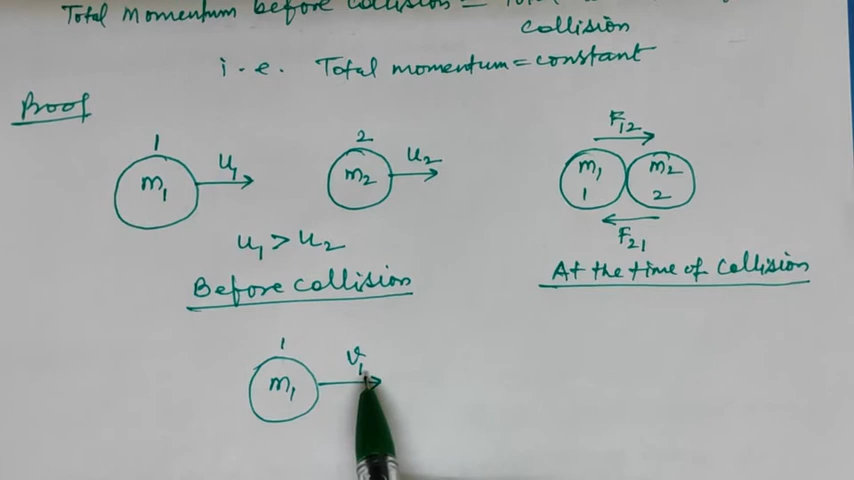 Total Momentum before collision = Total
collision
i.e. Total momentum = constant
Proof
1 2 F12
u1 u2
m1 m2 m1 m2
1 2
F21
u1 > u2
Before collision At the time of collision
1
v1
m1